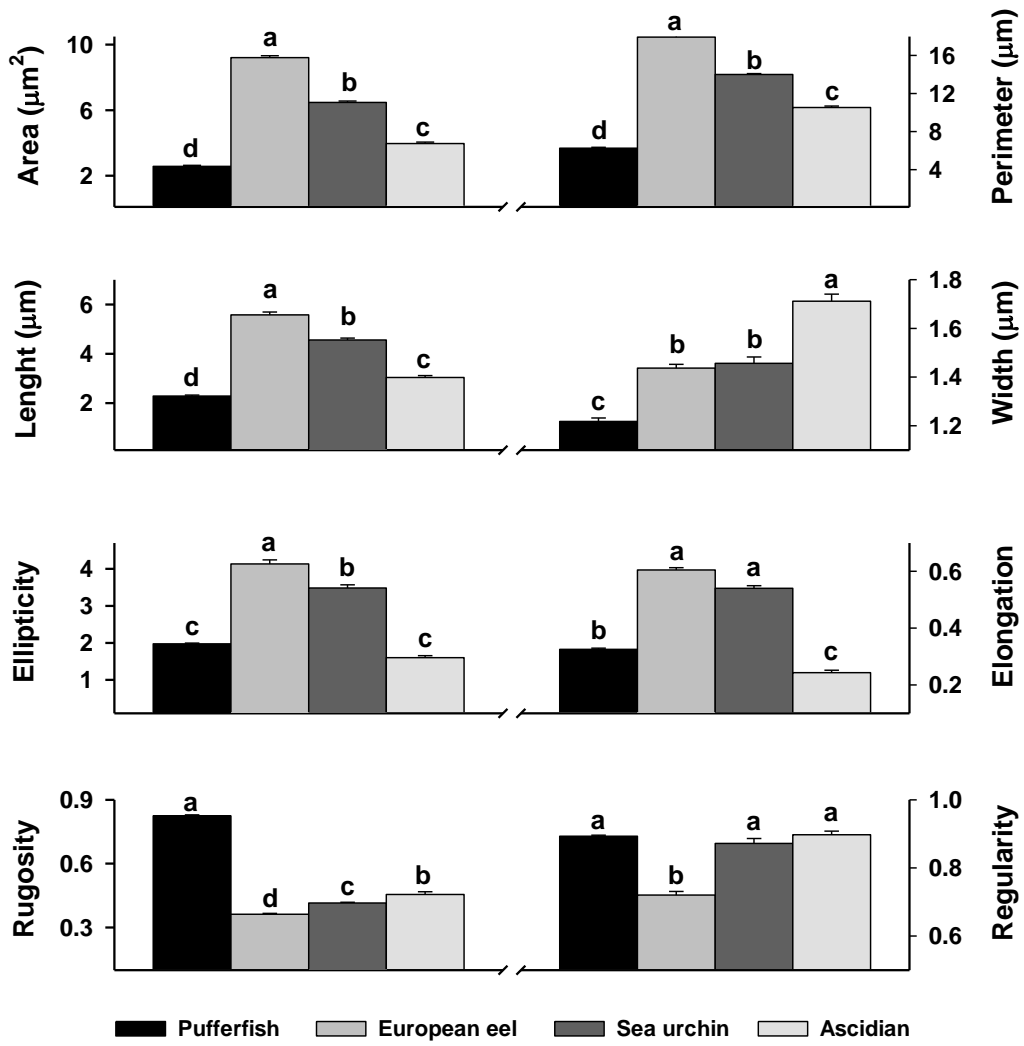 Area (μm²)
10
6
2
d
a
b
c
d
a
b
c
16
12
8
4
Perimeter (μm)
Lenght (μm)
6
4
2
d
a
b
c
c
b
b
a
1.8
1.6
1.4
1.2
Width (μm)
Ellipticity
4
3
2
1
c
a
b
c
b
a
a
c
0.6
0.4
0.2
Elongation
Rugosity
0.9
0.6
0.3
a
d
c
b
a
b
a
a
1.0
0.8
0.6
Regularity
Pufferfish European eel Sea urchin Ascidian